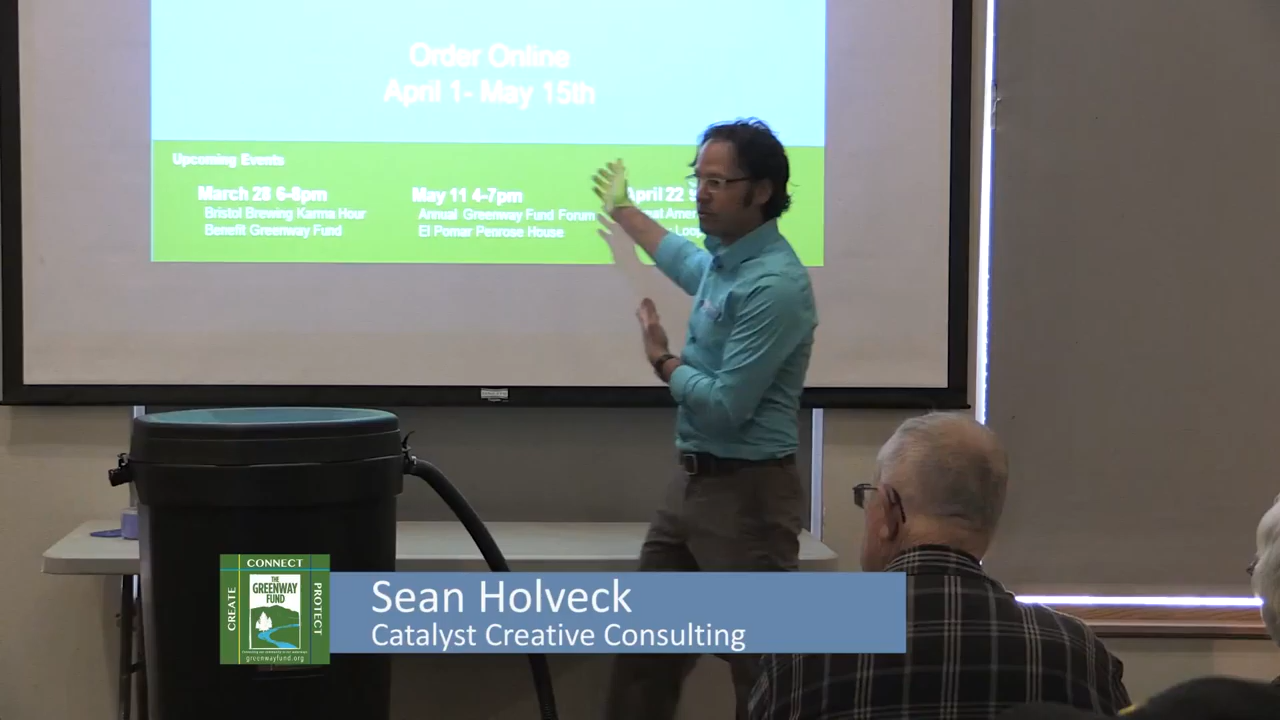 Order Online
April 1- May 15th
Upcoming Events
March 28 6-8pm
Bristol Brewing Karma Hour
Benefit Greenway Fund
May 11 4-7pm
Annual Greenway Fund Forum
El Pomar Penrose House
April 22
Loop
CONNECT
CREATE
THE
GREENWAY
FUND
PROTECT
greenwayfund.org
Sean Holveck
Catalyst Creative Consulting